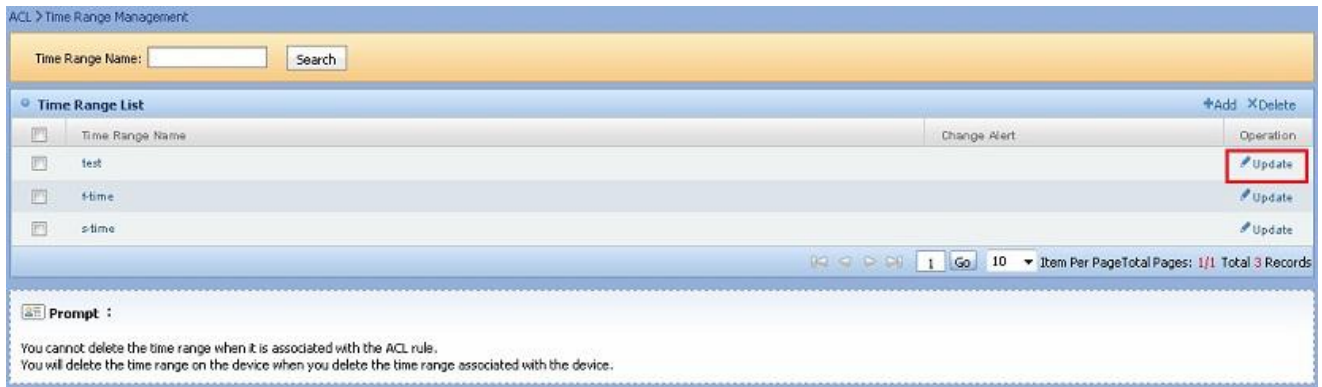 ACL > Time Range Management
Time Range Name: Search
Time Range List +Add ×Delete
Time Range Name Change Alert Operation
test Update
f-time Update
s-time Update
1 Go 10 Item Per PageTotal Pages: 1/1 Total 3 Records
Prompt :
You cannot delete the time range when it is associated with the ACL rule.
You will delete the time range on the device when you delete the time range associated with the device.